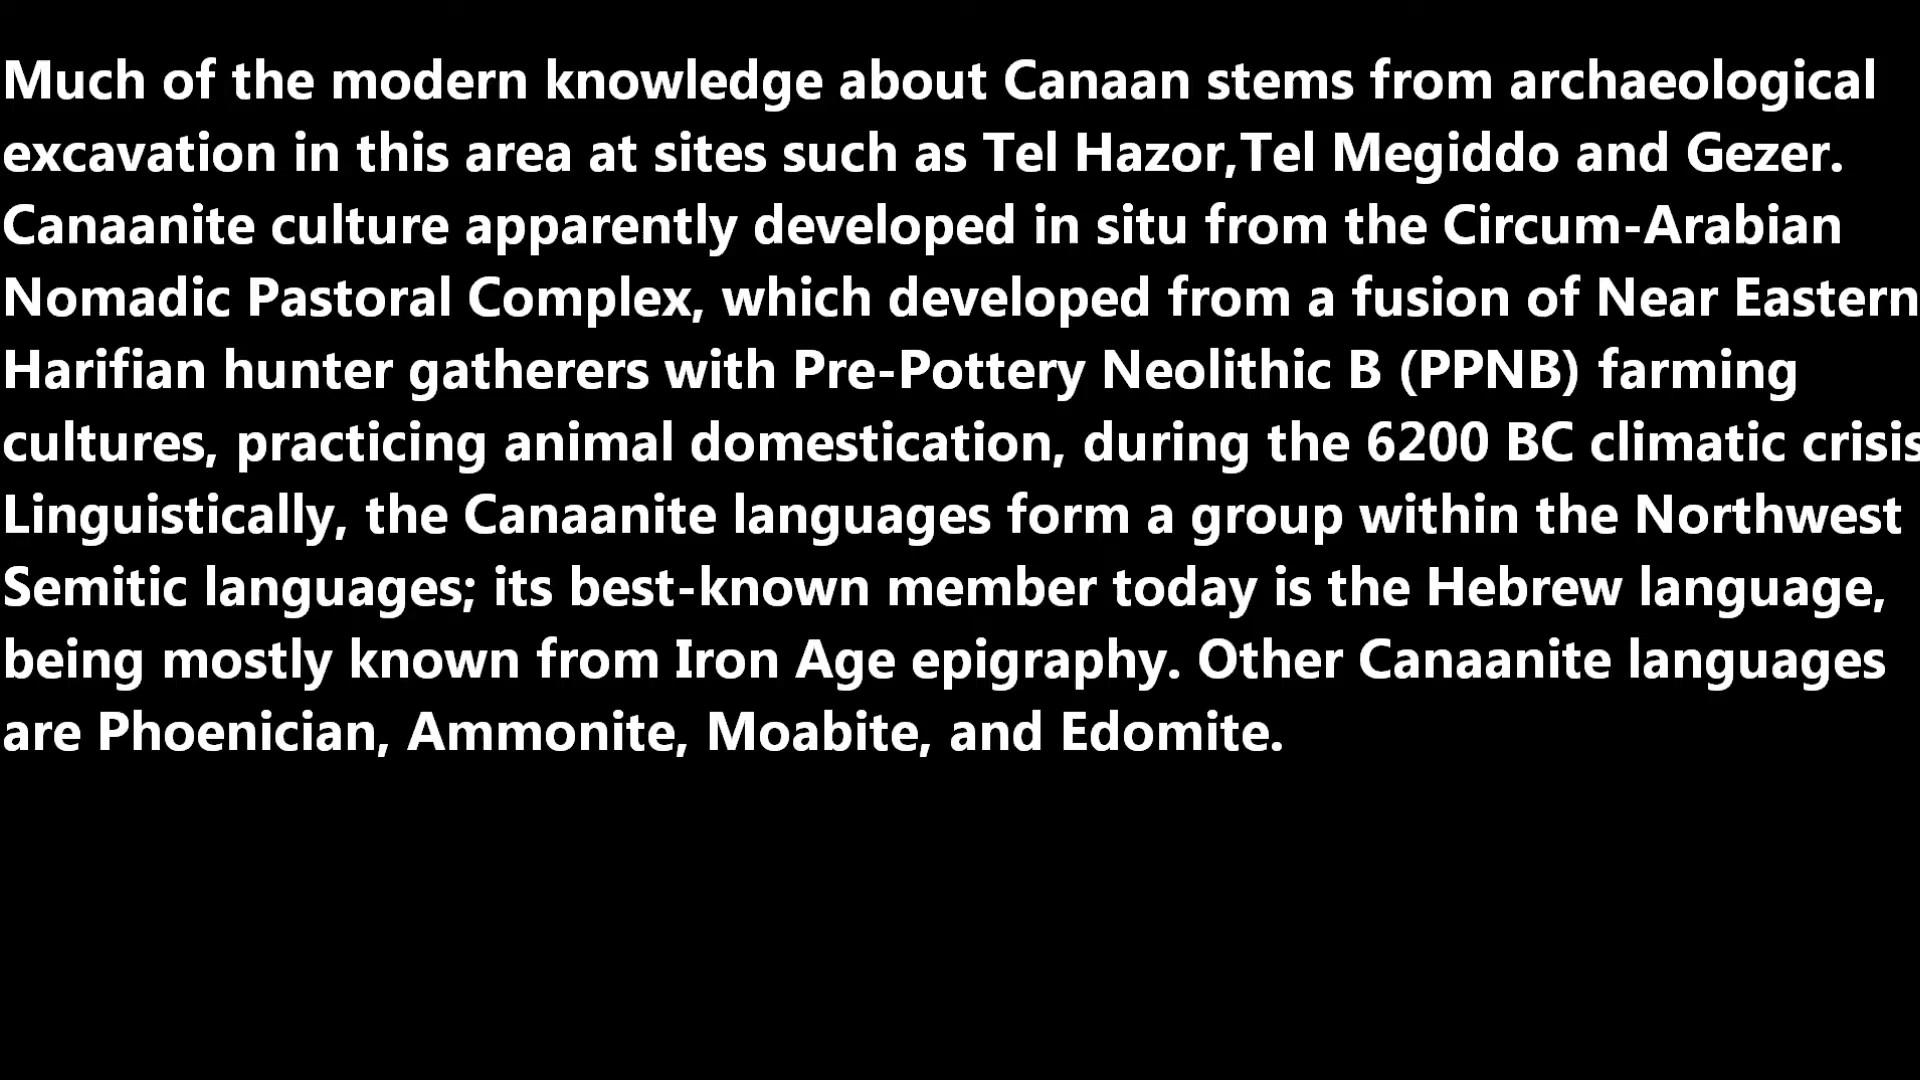 Much of the modern knowledge about Canaan stems from archaeological
excavation in this area at sites such as Tel Hazor,Tel Megiddo and Gezer.
Canaanite culture apparently developed in situ from the Circum-Arabian
Nomadic Pastoral Complex, which developed from a fusion of Near Eastern
Harifian hunter gatherers with Pre-Pottery Neolithic B (PPNB) farming
cultures, practicing animal domestication, during the 6200 BC climatic crisis
Linguistically, the Canaanite languages form a group within the Northwest
Semitic languages; its best-known member today is the Hebrew language,
being mostly known from Iron Age epigraphy. Other Canaanite languages
are Phoenician, Ammonite, Moabite, and Edomite.